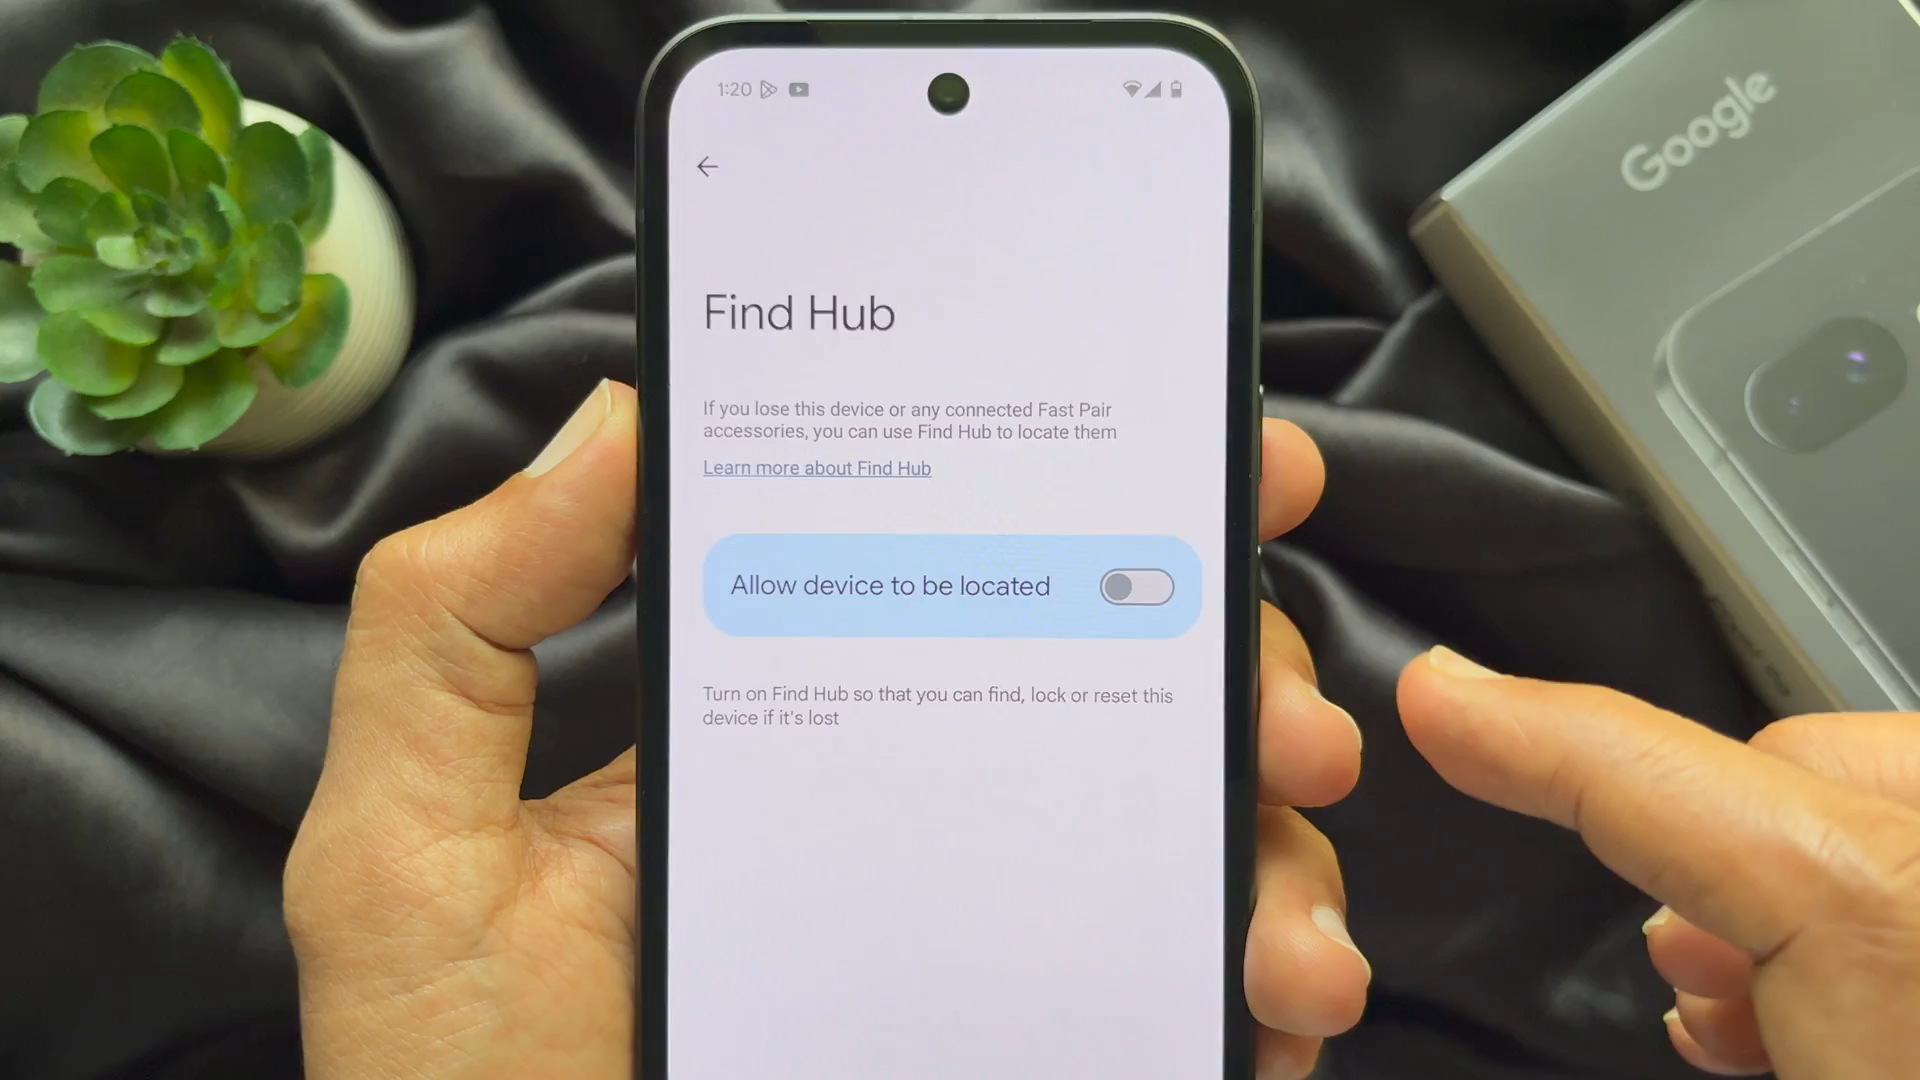 1:20
Google
Find Hub
If you lose this device or any connected Fast Pair
accessories, you can use Find Hub to locate them
Learn more about Find Hub
Allow device to be located
Turn on Find Hub so that you can find, lock or reset this
device if it's lost